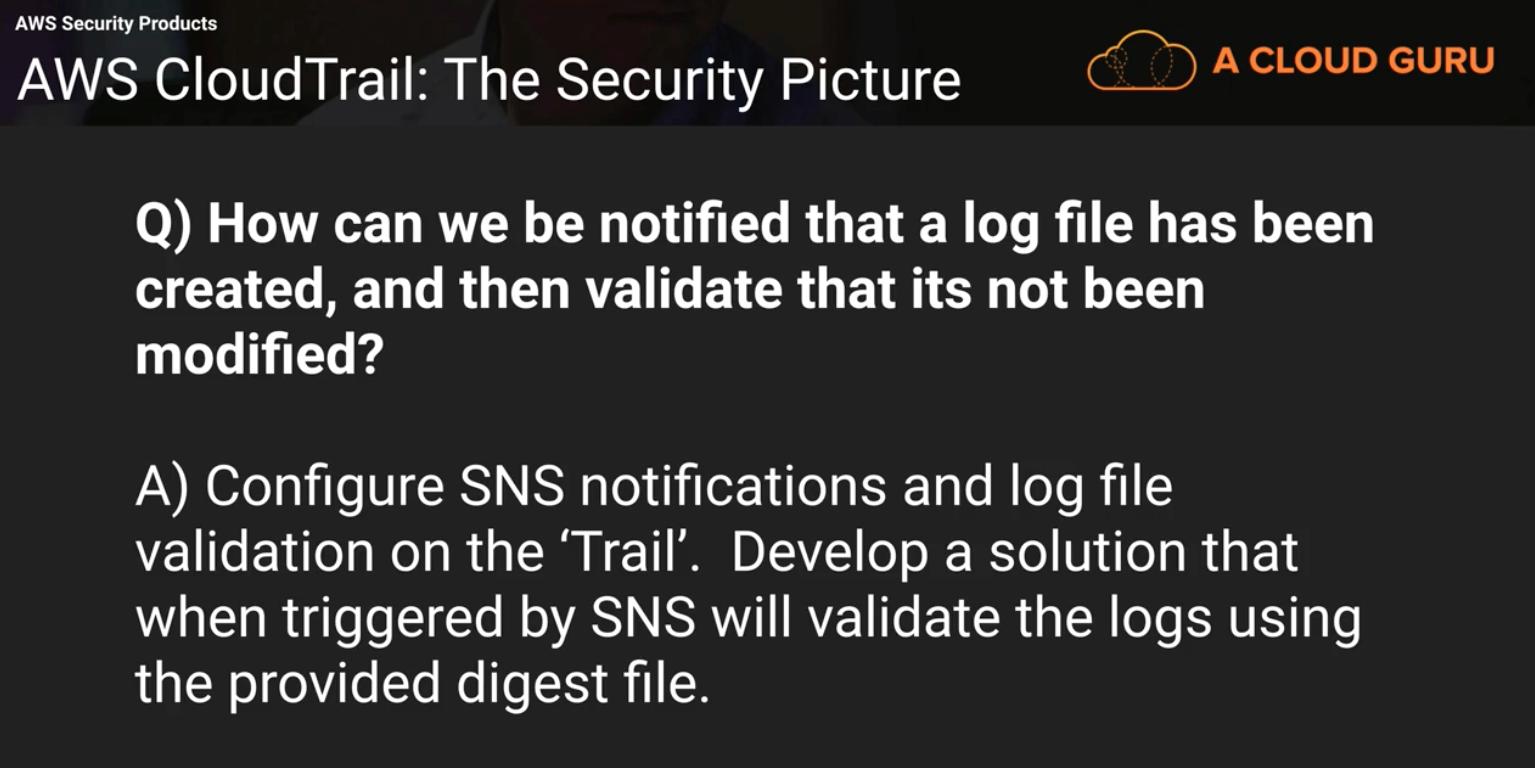 AWS Security Products
AWS CloudTrail: The Security Picture
A CLOUD GURU
Q) How can we be notified that a log file has been
created, and then validate that its not been
modified?
A) Configure SNS notifications and log file
validation on the ‘Trail’.  Develop a solution that
when triggered by SNS will validate the logs using
the provided digest file.